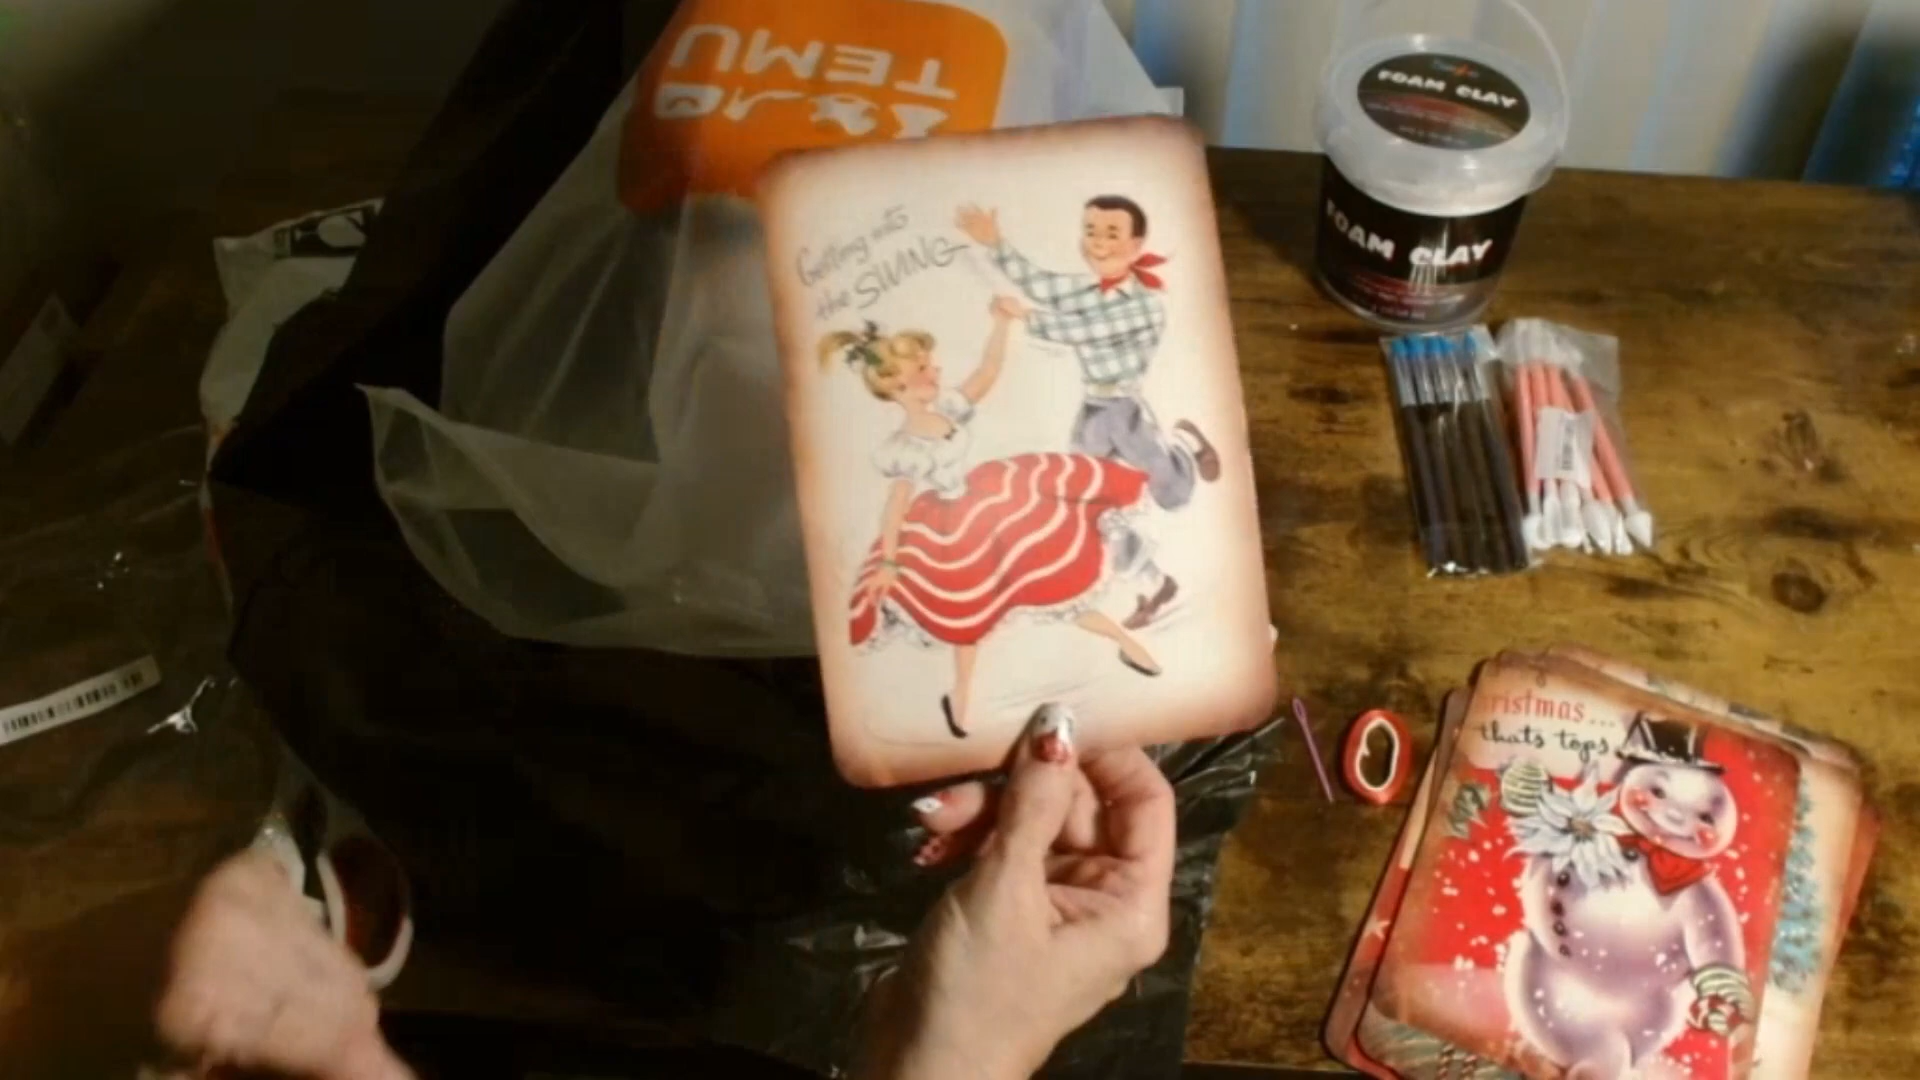 TEMU
FOAM CLAY
FOAM CLAY
Getting into
the SWING
ristmas...
thats tops